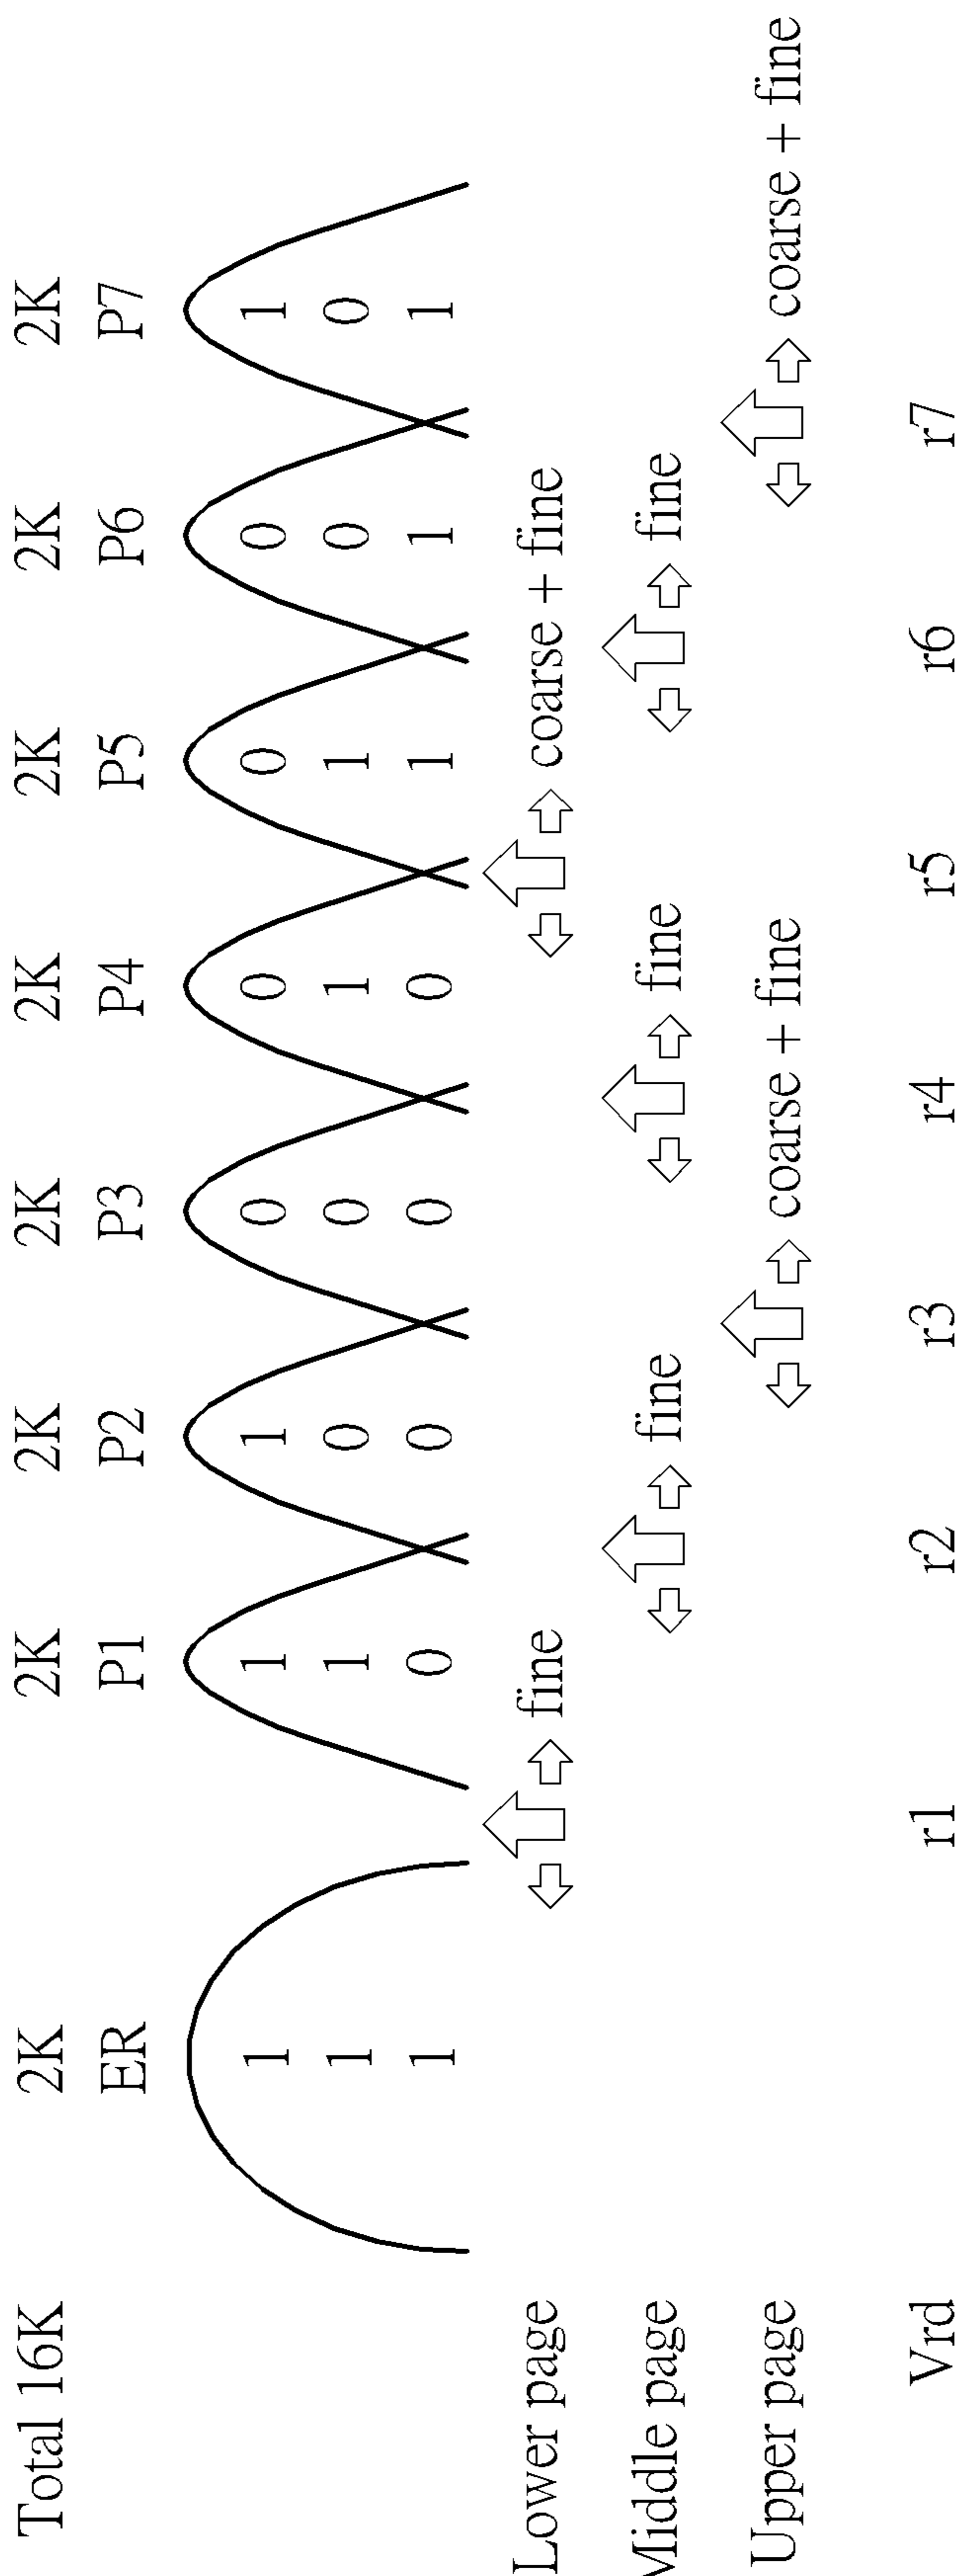 Total 16K 2K 2K 2K 2K 2K 2K 2K 2K
ER P1 P2 P3 P4 P5 P6 P7
1 1 1 0 0 0 0 1
1 1 0 0 1 1 0 0
1 0 0 0 0 1 1 1
Lower page fine coarse + fine
Middle page fine fine fine
Upper page coarse + fine coarse + fine
Vrd r1 r2 r3 r4 r5 r6 r7